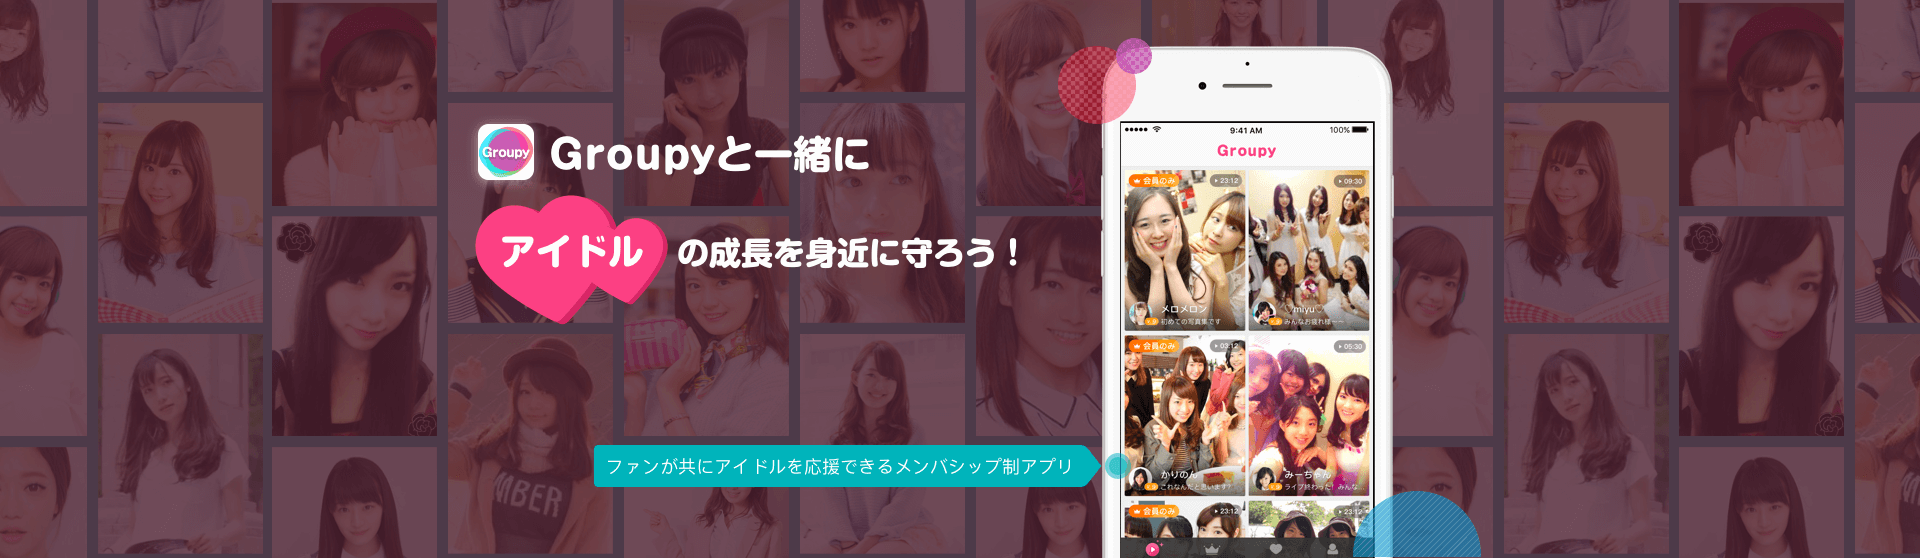 Groupy
Groupyと一緒に
アイドル
の成長を身近に守ろう！
ファンが共にアイドルを応援できるメンバシップ制アプリ
9:41 AM
100%
Groupy
会員のみ
23:12
09:30
メロメロン
初めての写真集です
♡miyu♡
みんなお疲れ様〜〜
会員のみ
03:12
05:30
かりのん
これなんだと思います?
みーちゃん
ライブ終わった！みんな...
会員のみ
23:12
23:12
MBER